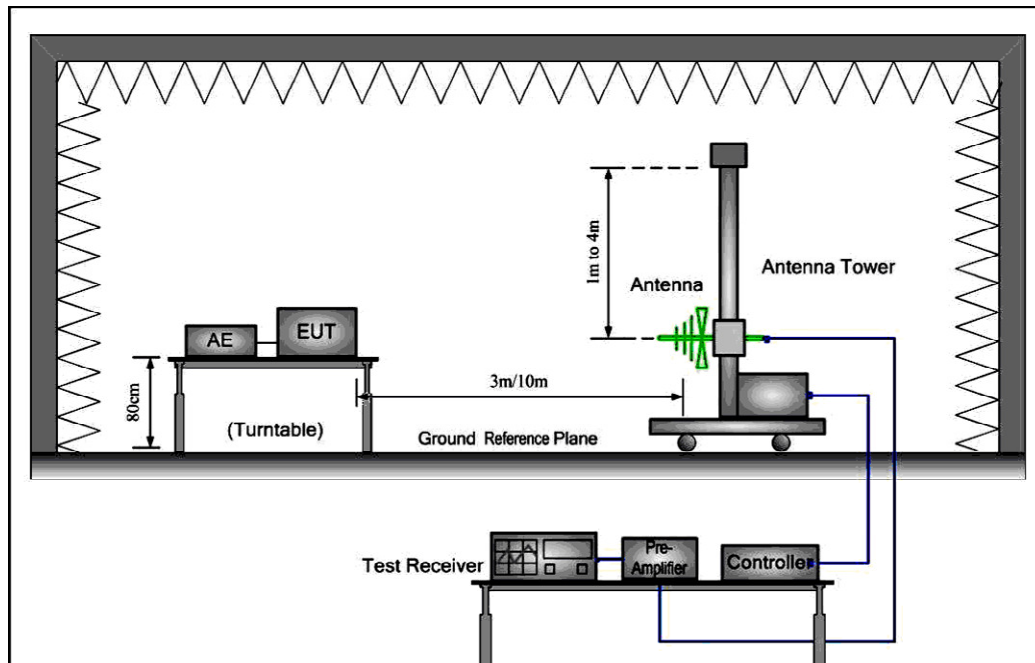 1m to 4m
Antenna
Antenna Tower
AE
EUT
80cm
3m/10m
(Turntable)
Ground Reference Plane
Test Receiver
Pre-
Amplifier
Controller